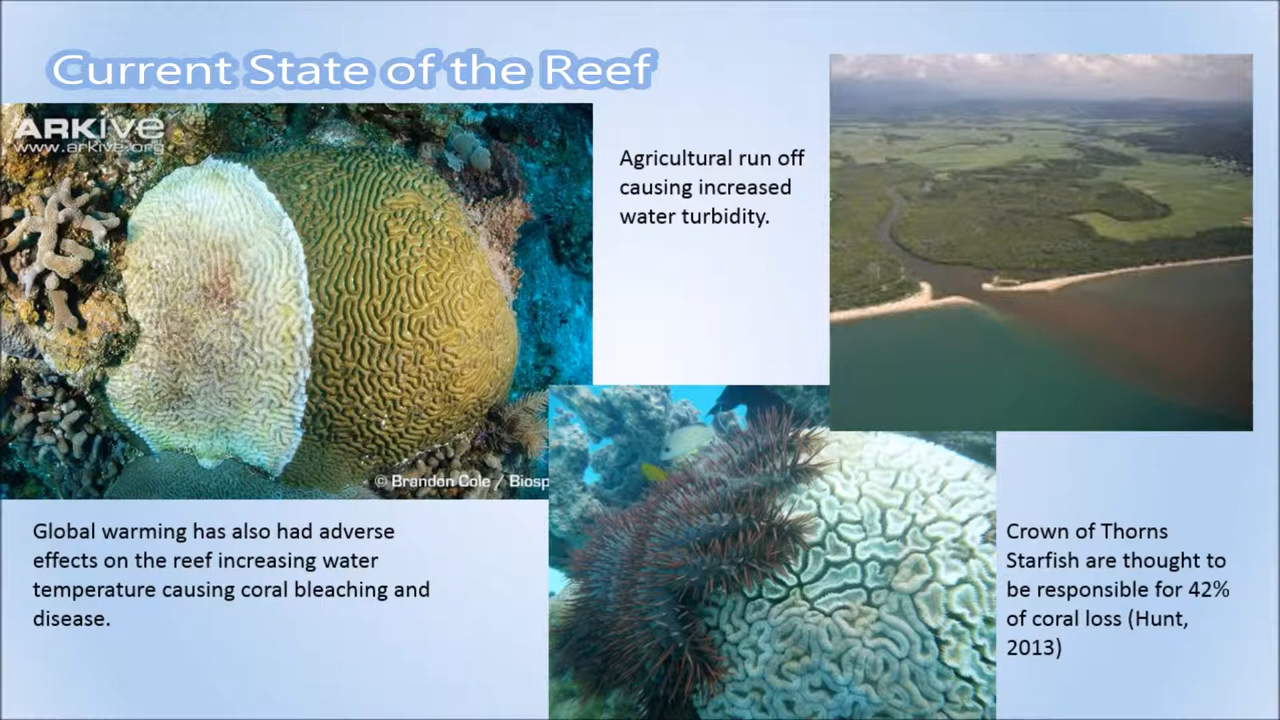 Current State of the Reef
ARKive
www.arkive.org
Agricultural run off
causing increased
water turbidity.
© Brandon Cole / Biosp
Global warming has also had adverse
effects on the reef increasing water
temperature causing coral bleaching and
disease.
Crown of Thorns
Starfish are thought to
be responsible for 42%
of coral loss (Hunt,
2013)